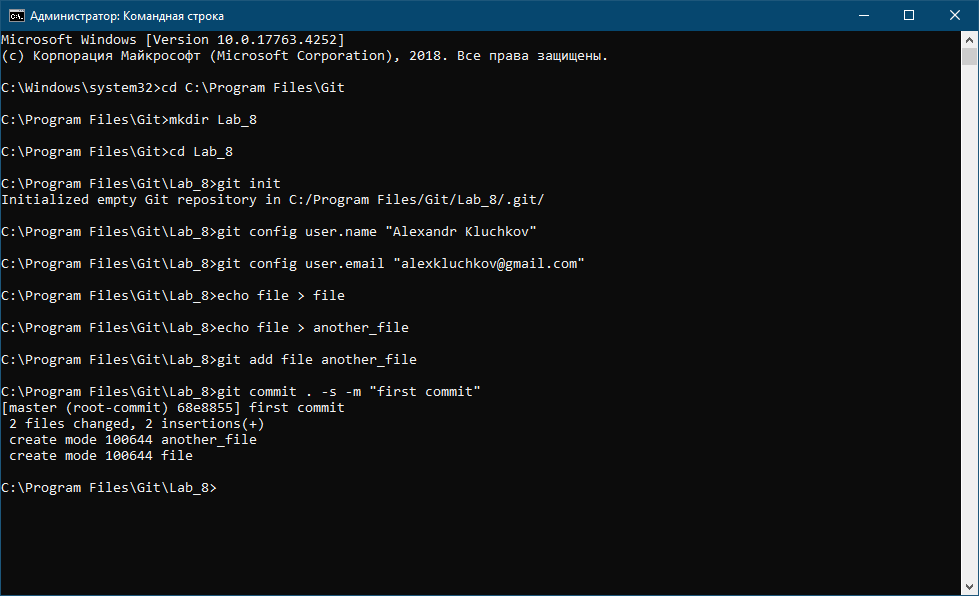 Администратор: Командная строка
Microsoft Windows [Version 10.0.17763.4252]
(c) Корпорация Майкрософт (Microsoft Corporation), 2018. Все права защищены.
C:\Windows\system32>cd C:\Program Files\Git
C:\Program Files\Git>mkdir Lab_8
C:\Program Files\Git>cd Lab_8
C:\Program Files\Git\Lab_8>git init
Initialized empty Git repository in C:/Program Files/Git/Lab_8/.git/
C:\Program Files\Git\Lab_8>git config user.name "Alexandr Kluchkov"
C:\Program Files\Git\Lab_8>git config user.email "alexkluchkov@gmail.com"
C:\Program Files\Git\Lab_8>echo file > file
C:\Program Files\Git\Lab_8>echo file > another_file
C:\Program Files\Git\Lab_8>git add file another_file
C:\Program Files\Git\Lab_8>git commit . -s -m "first commit"
[master (root-commit) 68e8855] first commit
 2 files changed, 2 insertions(+)
 create mode 100644 another_file
 create mode 100644 file
C:\Program Files\Git\Lab_8>